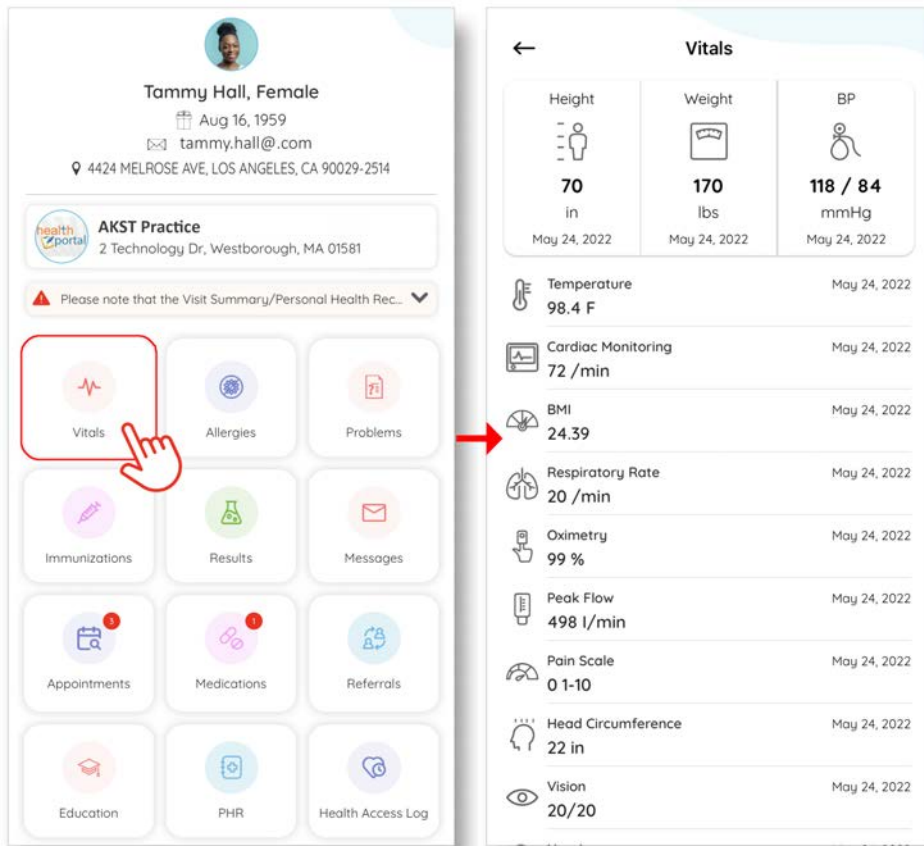 Tammy Hall, Female
Aug 16, 1959
tammy.hall@.com
4424 MELROSE AVE, LOS ANGELES, CA 90029-2514
health portal
AKST Practice
2 Technology Dr, Westborough, MA 01581
Please note that the Visit Summary/Personal Health Rec...
Vitals
Allergies
Problems
Immunizations
Results
Messages
3
1
Appointments
Medications
Referrals
Education
PHR
Health Access Log
Vitals
Height
Weight
BP
70
170
118 / 84
in
lbs
mmHg
May 24, 2022
May 24, 2022
May 24, 2022
Temperature
May 24, 2022
98.4 F
Cardiac Monitoring
May 24, 2022
72 /min
BMI
May 24, 2022
24.39
Respiratory Rate
May 24, 2022
20 /min
Oximetry
May 24, 2022
99 %
Peak Flow
May 24, 2022
498 l/min
Pain Scale
May 24, 2022
0 1-10
Head Circumference
May 24, 2022
22 in
Vision
May 24, 2022
20/20